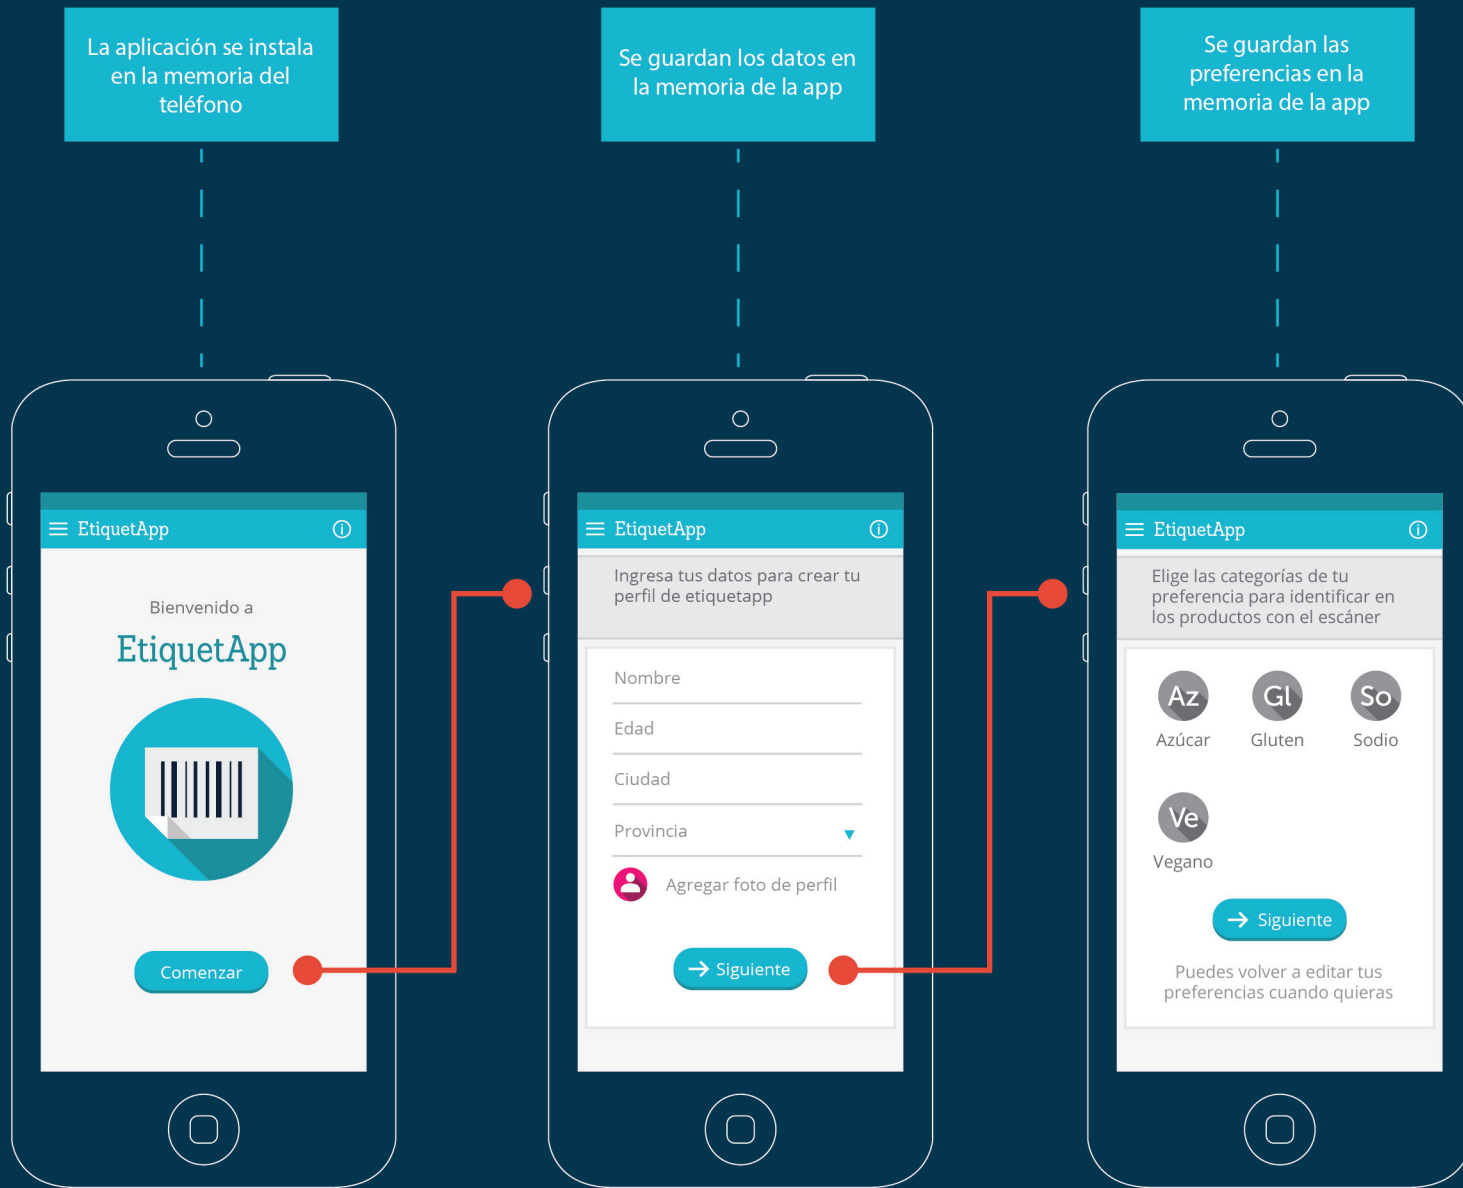 La aplicación se instala
en la memoria del
teléfono
Se guardan los datos en
la memoria de la app
Se guardan las
preferencias en la
memoria de la app
EtiquetApp
Bienvenido a
EtiquetApp
Comenzar
EtiquetApp
Ingresa tus datos para crear tu
perfil de etiquetapp
Nombre
Edad
Ciudad
Provincia
Agregar foto de perfil
Siguiente
EtiquetApp
Elige las categorías de tu
preferencia para identificar en
los productos con el escáner
Az Gl So
Azúcar Gluten Sodio
Ve
Vegano
Siguiente
Puedes volver a editar tus
preferencias cuando quieras